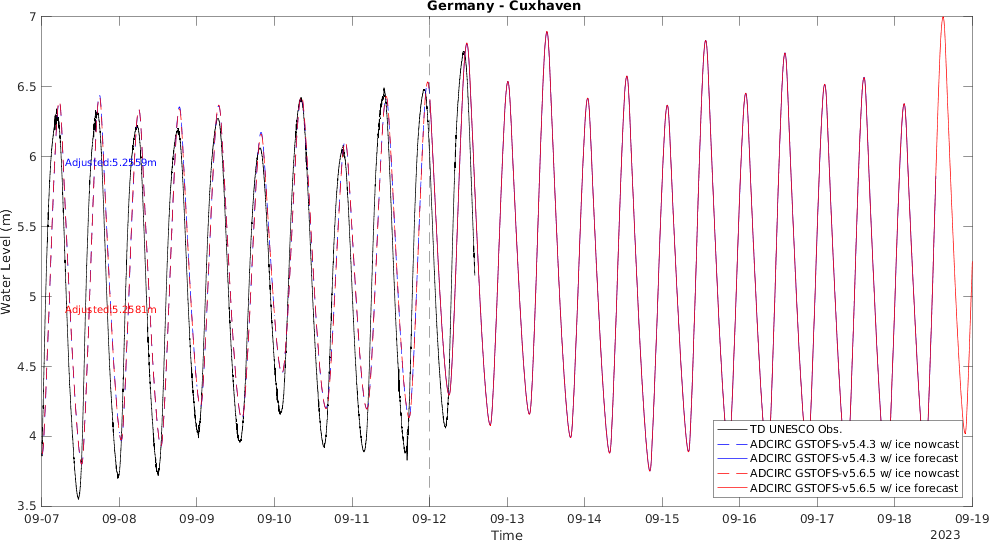 Germany - Cuxhaven
7
6.5
6
5.5
5
4.5
4
3.5
Water Level (m)
Adjusted:5.2559m
Adjusted:5.2581m
TD UNESCO Obs.
ADCIRC GSTOFS-v5.4.3 w/ ice nowcast
ADCIRC GSTOFS-v5.4.3 w/ ice forecast
ADCIRC GSTOFS-v5.6.5 w/ ice nowcast
ADCIRC GSTOFS-v5.6.5 w/ ice forecast
09-07 09-08 09-09 09-10 09-11 09-12 09-13 09-14 09-15 09-16 09-17 09-18 09-19
Time
2023